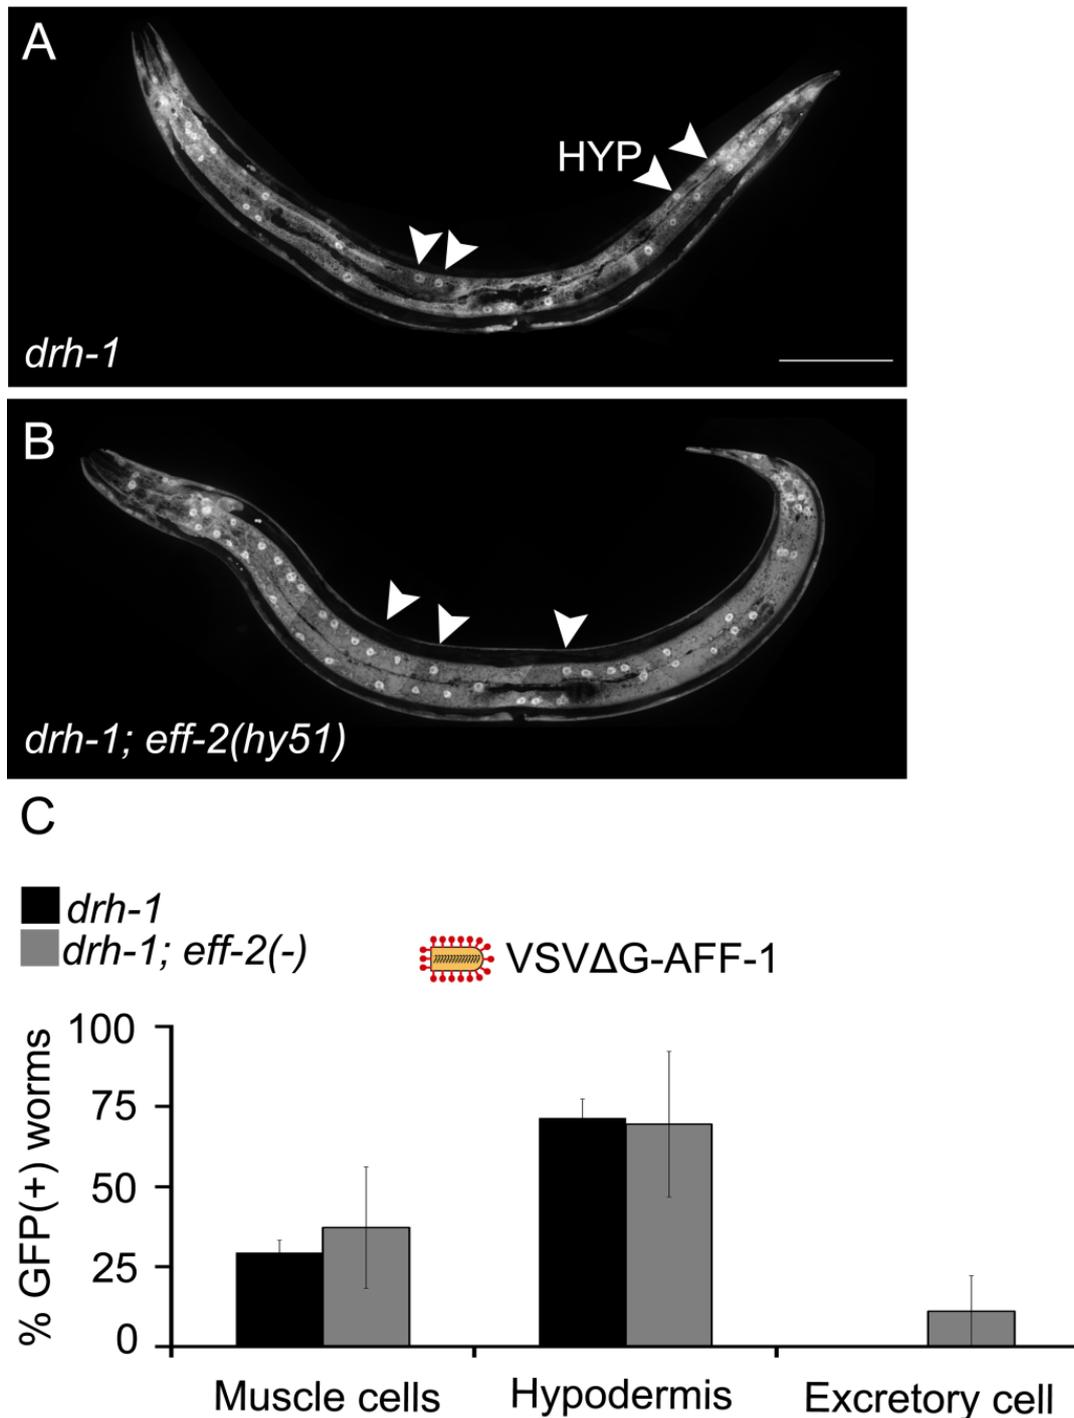 A
HYP
drh-1
B
drh-1; eff-2(hy51)
C
drh-1
drh-1; eff-2(-)
VSVΔG-AFF-1
% GFP(+) worms
100
75
50
25
0
Muscle cells
Hypodermis
Excretory cell